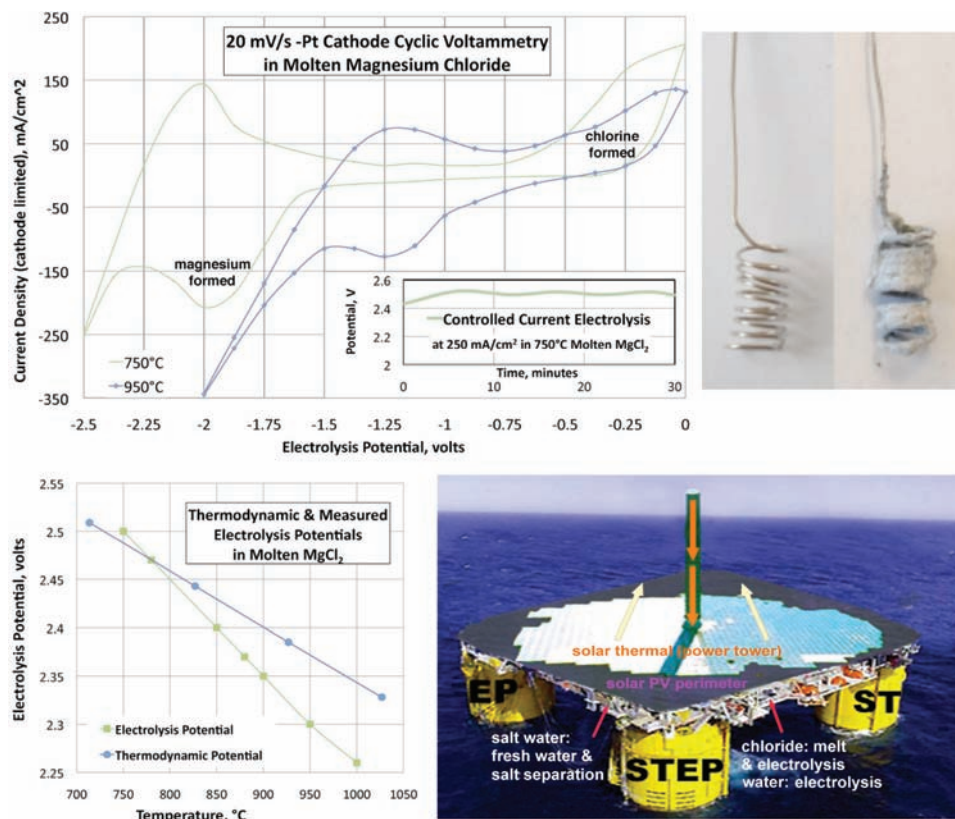 250
150
50
-50
-150
-250
-350
Current Density (cathode limited), mA/cm^2
20 mV/s -Pt Cathode Cyclic Voltammetry
in Molten Magnesium Chloride
chlorine
formed
magnesium
formed
750°C
950°C
2.6
2.4
2.2
2
Potential, V
Controlled Current Electrolysis
at 250 mA/cm² in 750°C Molten MgCl₂
0 10 20 30
Time, minutes
-2.5 -2.25 -2 -1.75 -1.5 -1.25 -1 -0.75 -0.5 -0.25 0
Electrolysis Potential, volts
2.55
2.5
2.45
2.4
2.35
2.3
2.25
Electrolysis Potential, volts
Thermodynamic & Measured
Electrolysis Potentials
in Molten MgCl₂
Electrolysis Potential
Thermodynamic Potential
700 750 800 850 900 950 1000 1050
Temperature, °C
solar thermal (power tower)
solar PV perimeter
EP
ST
salt water:
fresh water &
salt separation
STEP
chloride: melt
& electrolysis
water: electrolysis